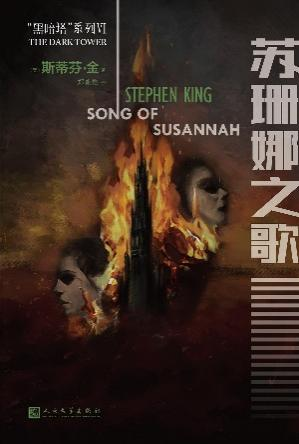 "黑暗塔"系列Ⅵ
THE DARK TOWER
斯蒂芬·金
STEPHEN KING
SONG OF
SUSANNAH
苏珊娜之歌
人民文学出版社